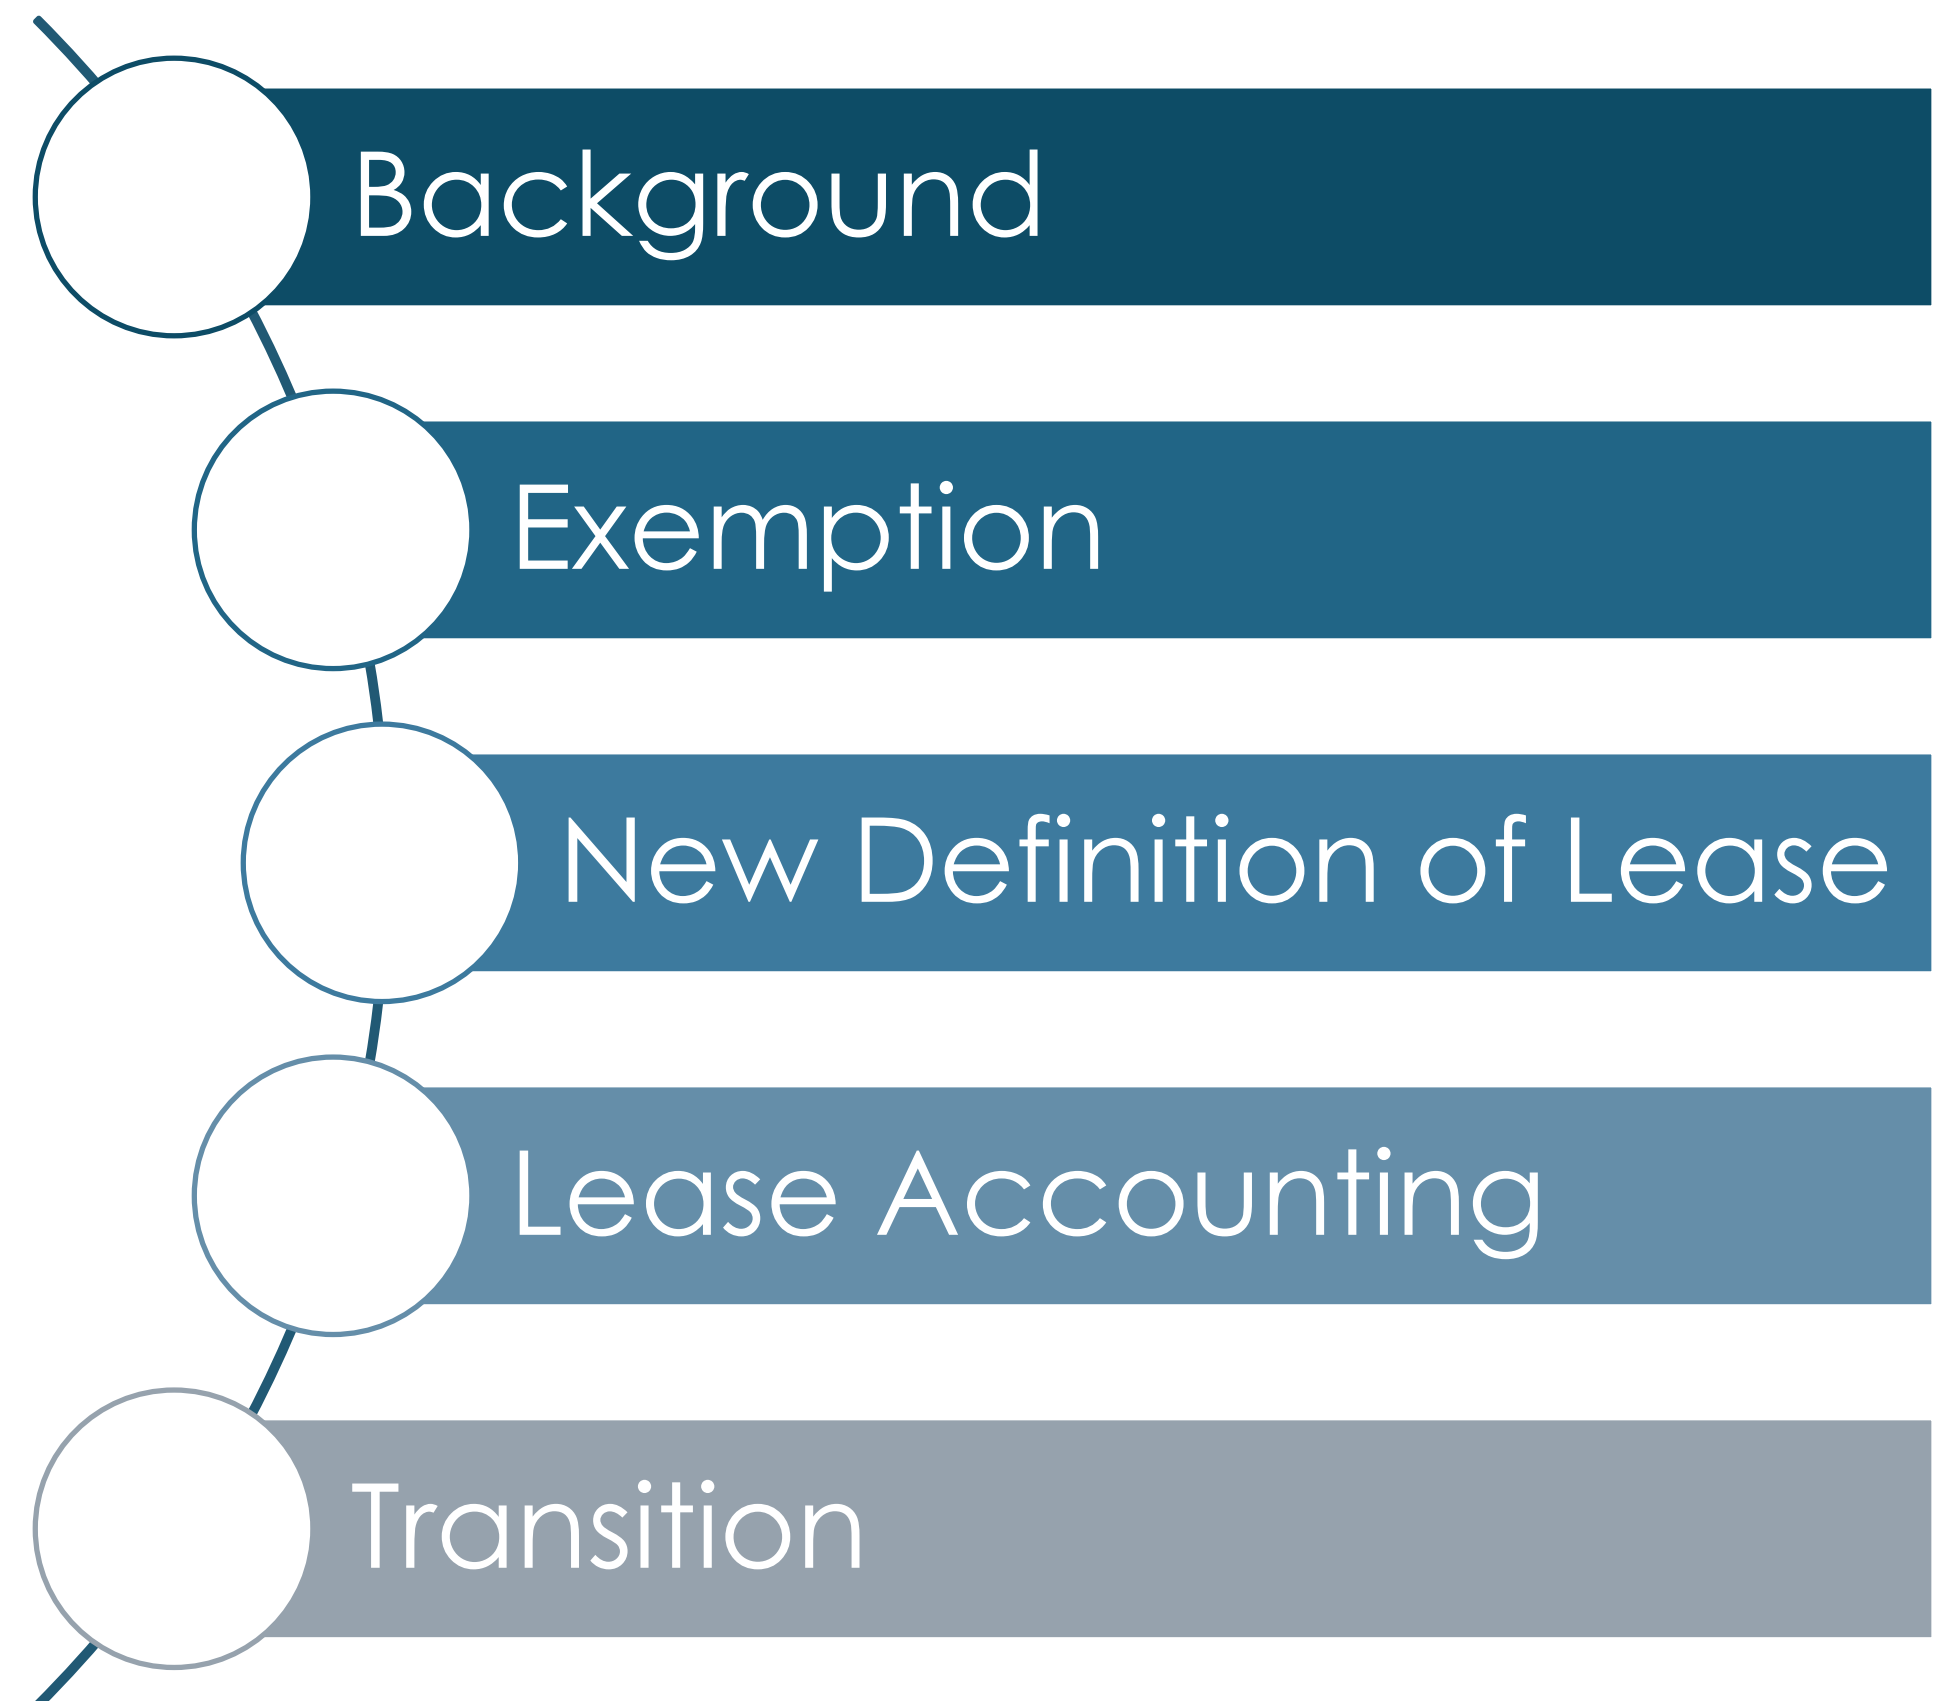 Background
Exemption
New Definition of Lease
Lease Accounting
Transition